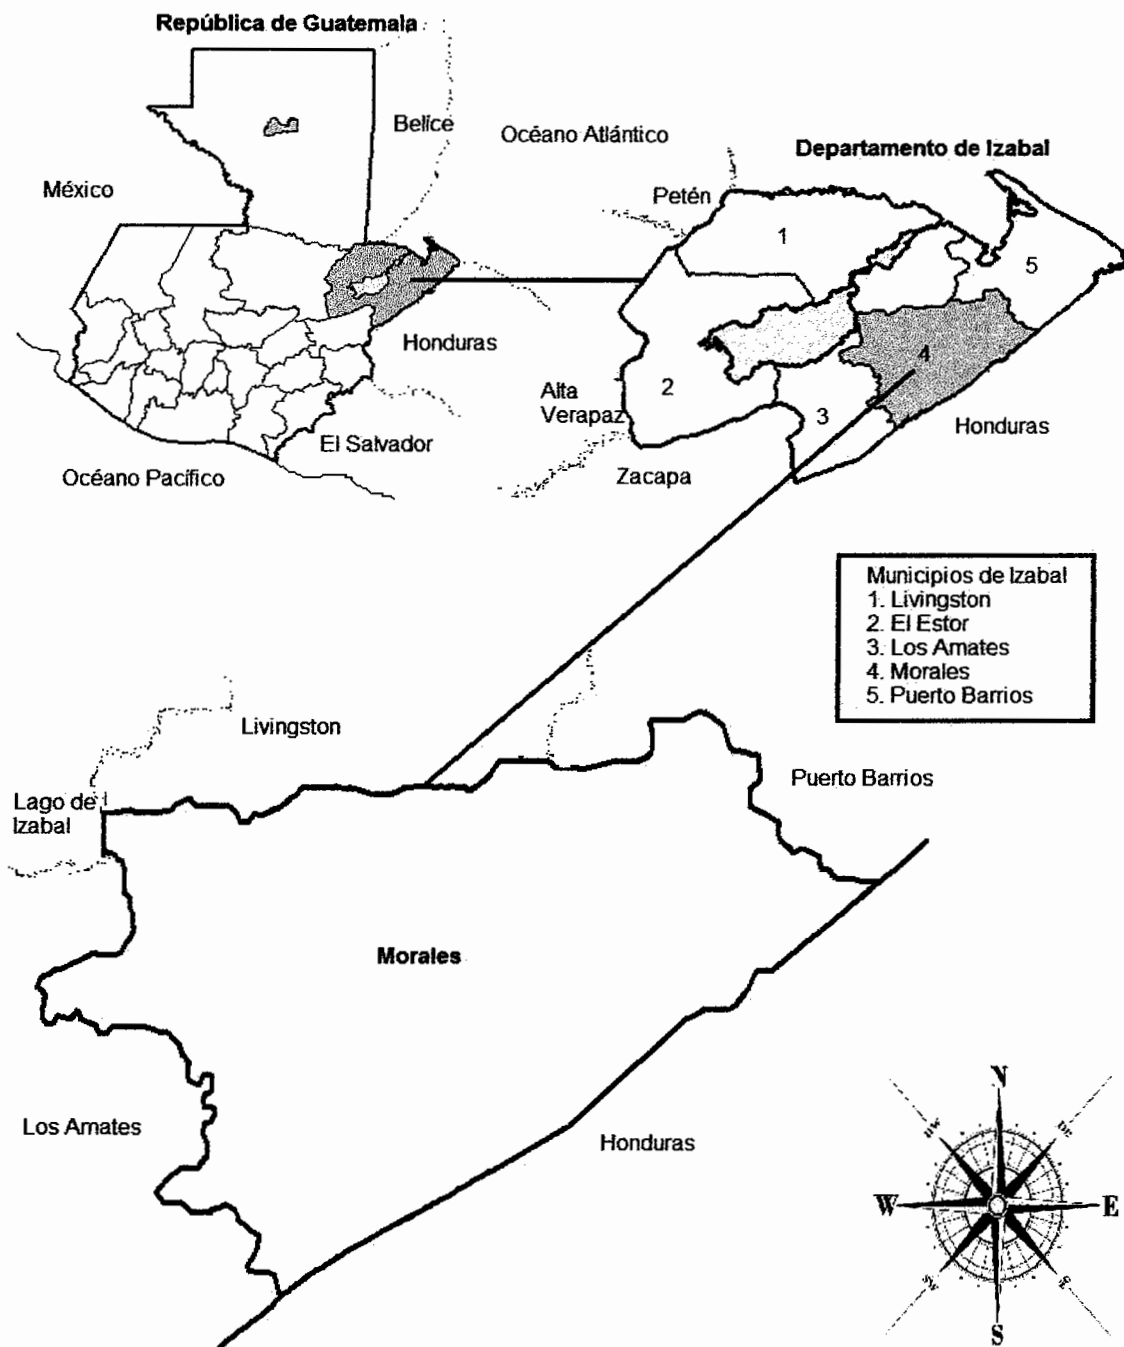 República de Guatemala
Belice
Océano Atlántico
Departamento de Izabal
México
Petén
1
5
Honduras
4
Alta
Verapaz
2
3
El Salvador
Honduras
Océano Pacífico
Zacapa
Municipios de Izabal
1. Livingston
2. El Estor
3. Los Amates
4. Morales
5. Puerto Barrios
Livingston
Puerto Barrios
Lago de
Izabal
Morales
Los Amates
Honduras
N
W
E
SW
S